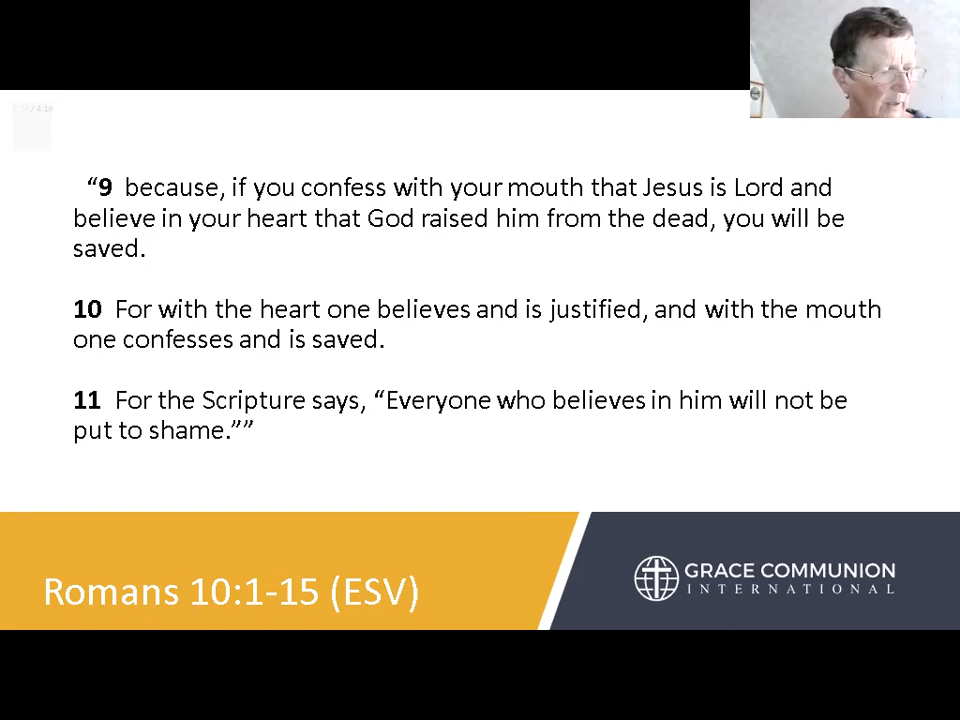 “9 because, if you confess with your mouth that Jesus is Lord and
believe in your heart that God raised him from the dead, you will be
saved.
10 For with the heart one believes and is justified, and with the mouth
one confesses and is saved.
11 For the Scripture says, “Everyone who believes in him will not be
put to shame.””
Romans 10:1-15 (ESV)
GRACE COMMUNION
INTERNATIONAL